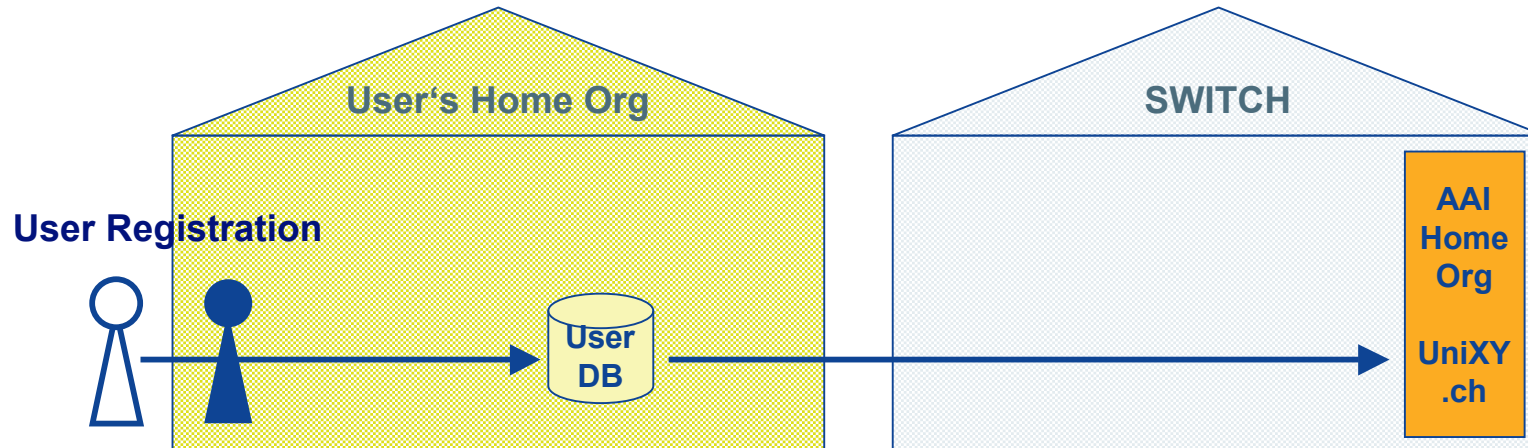 User‘s Home Org
SWITCH
User Registration
User
DB
AAI
Home
Org
UniXY
.ch